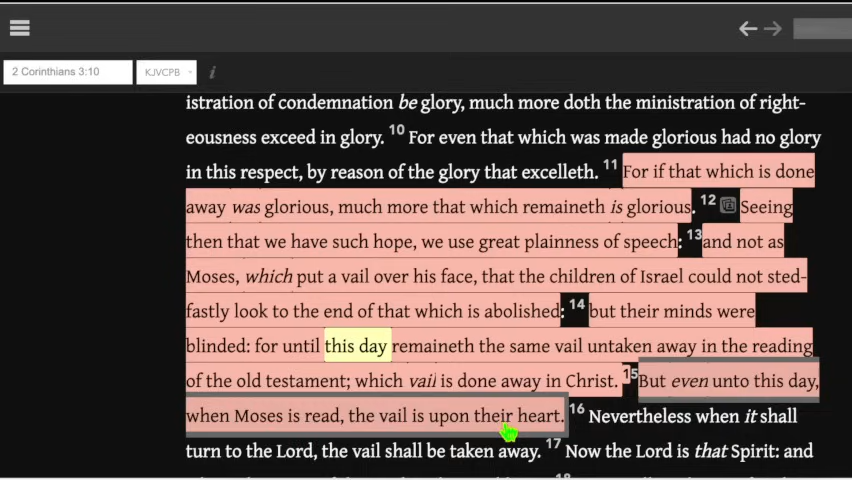 2 Corinthians 3:10 KJVCPB i
istration of condemnation be glory, much more doth the ministration of right-
eousness exceed in glory. 10 For even that which was made glorious had no glory
in this respect, by reason of the glory that excelleth. 11 For if that which is done
away was glorious, much more that which remaineth is glorious. 12 Seeing
then that we have such hope, we use great plainness of speech: 13 and not as
Moses, which put a vail over his face, that the children of Israel could not sted-
fastly look to the end of that which is abolished: 14 but their minds were
blinded: for until this day remaineth the same vail untaken away in the reading
of the old testament; which vail is done away in Christ. 15 But even unto this day,
when Moses is read, the vail is upon their heart. 16 Nevertheless when it shall
turn to the Lord, the vail shall be taken away. 17 Now the Lord is that Spirit: and